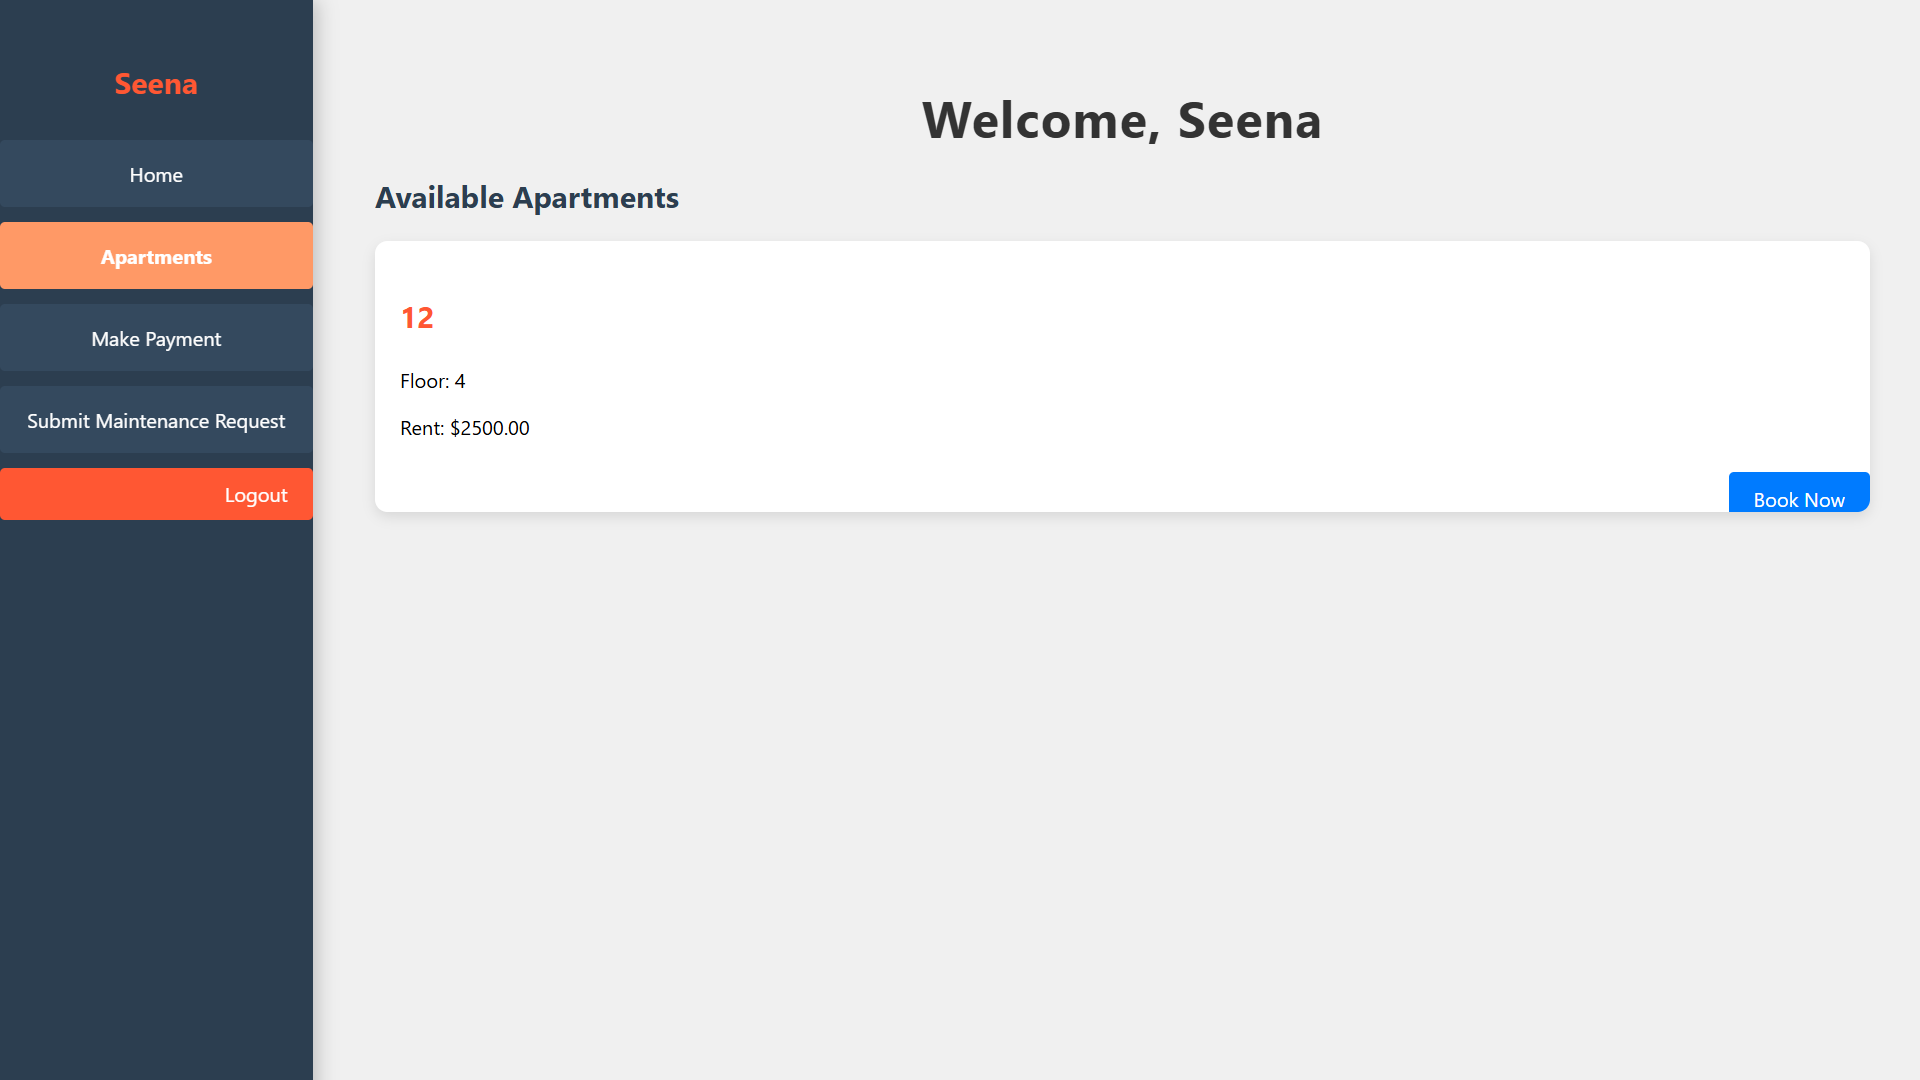 Seena
Home
Apartments
Make Payment
Submit Maintenance Request
Logout
Welcome, Seena
Available Apartments
12
Floor: 4
Rent: $2500.00
Book Now